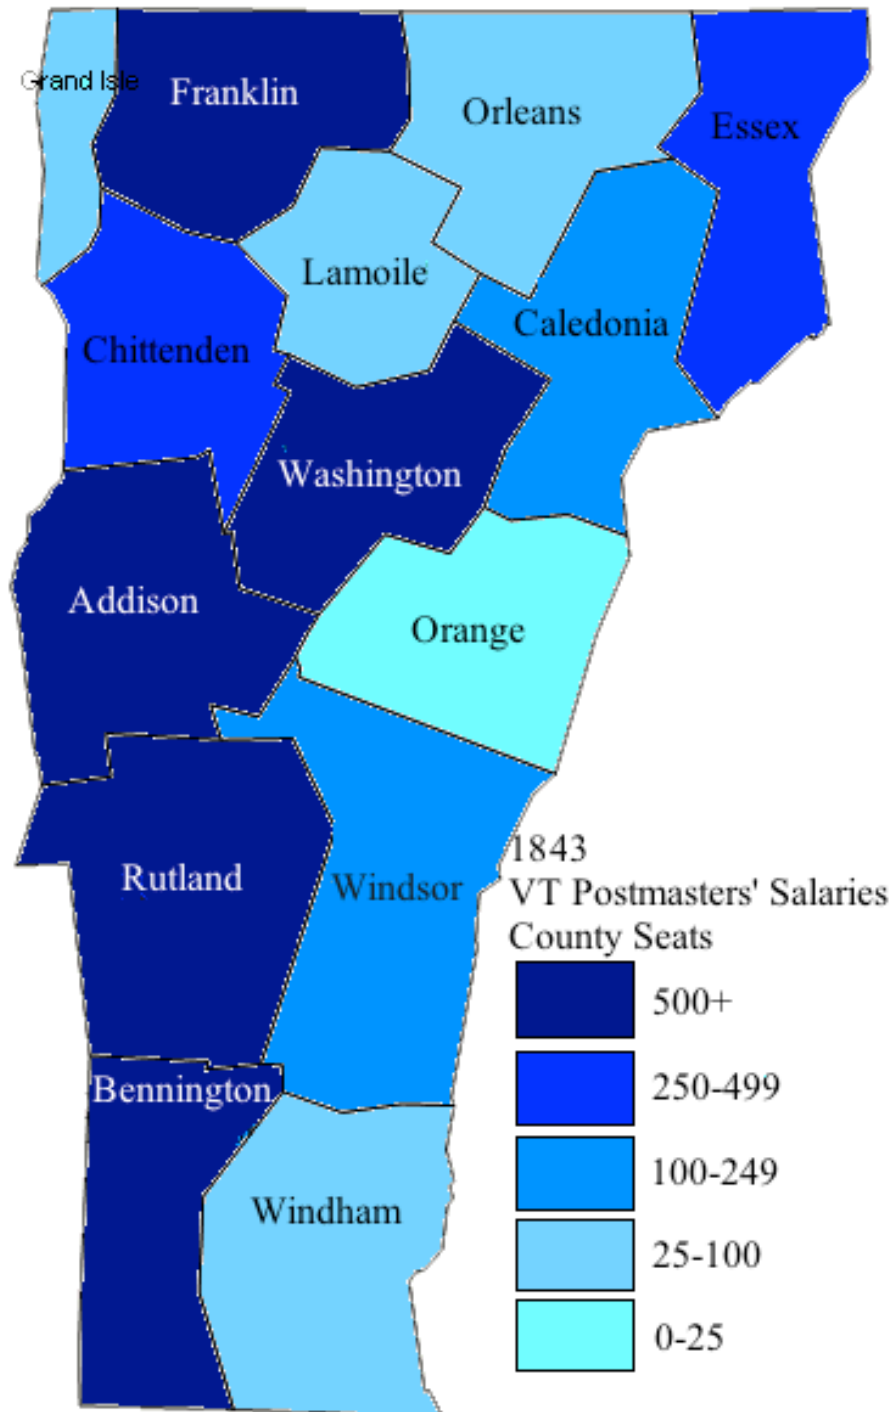 Grand Isle
Franklin
Orleans
Essex
Lamoile
Caledonia
Chittenden
Washington
Addison
Orange
Rutland
Windsor
Bennington
Windham
1843
VT Postmasters' Salaries
County Seats
500+
250-499
100-249
25-100
0-25